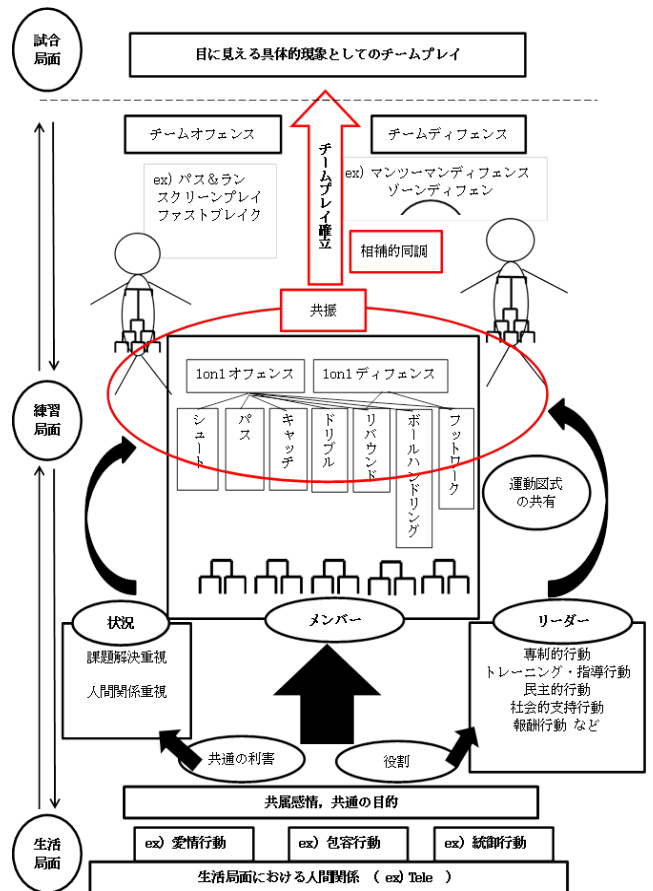 試合
局面
目に見える具体的現象としてのチームプレイ
チームオフェンス
チームディフェンス
ex) パス＆ラン
スクリーンプレイ
ファストブレイク
チームプレイ確立
ex) マンツーマンディフェンス
ゾーンディフェン
相補的同調
共振
1on1オフェンス
1on1ディフェンス
シュート
パス
キャッチ
ドリブル
リバウンド
ボールハンドリング
フットワーク
練習
局面
運動図式
の共有
状況
課題解決重視
人間関係重視
メンバー
リーダー
専制的行動
トレーニング・指導行動
民主的行動
社会的支持行動
報酬行動 など
共通の利害
役割
共属感情，共通の目的
生活
局面
ex) 愛情行動
ex) 包容行動
ex) 統御行動
生活局面における人間関係 （ ex) Tele ）